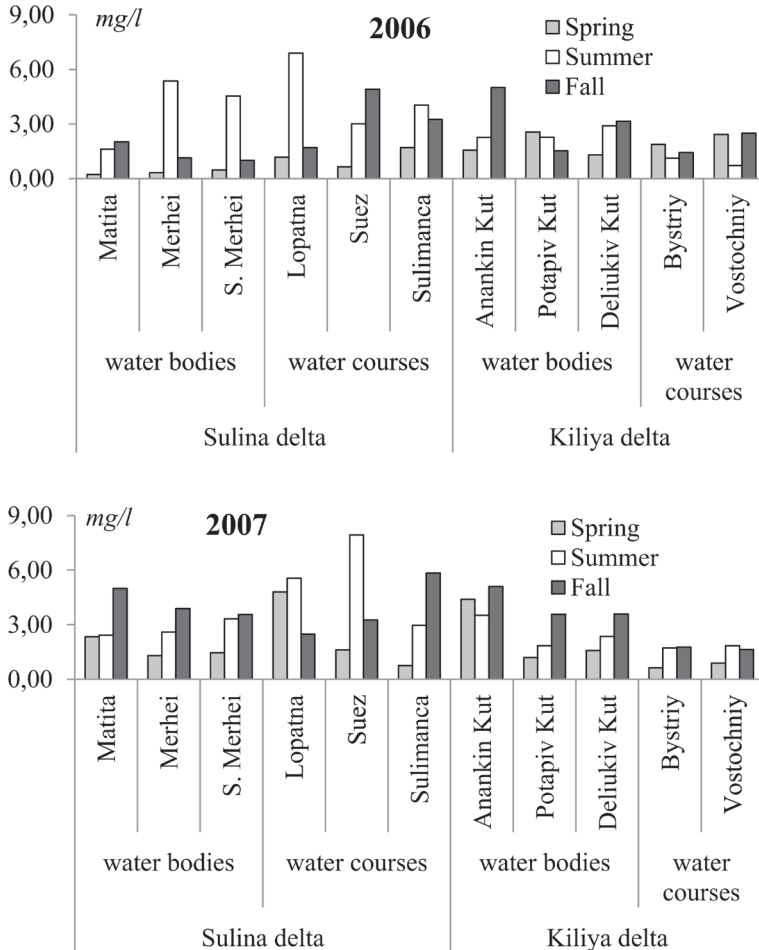 9,00
mg/l
2006
6,00
3,00
0,00
Spring
Summer
Fall
Matita
Merhei
S. Merhei
Lopatna
Suez
Sulimanca
Anankin Kut
Potapiv Kut
Deliukiv Kut
Bystriy
Vostochniy
water bodies
water courses
water bodies
water
courses
Sulina delta
Kiliya delta
9,00
mg/l
2007
6,00
3,00
0,00
Spring
Summer
Fall
Matita
Merhei
S. Merhei
Lopatna
Suez
Sulimanca
Anankin Kut
Potapiv Kut
Deliukiv Kut
Bystriy
Vostochniy
water bodies
water courses
water bodies
water
courses
Sulina delta
Kiliya delta